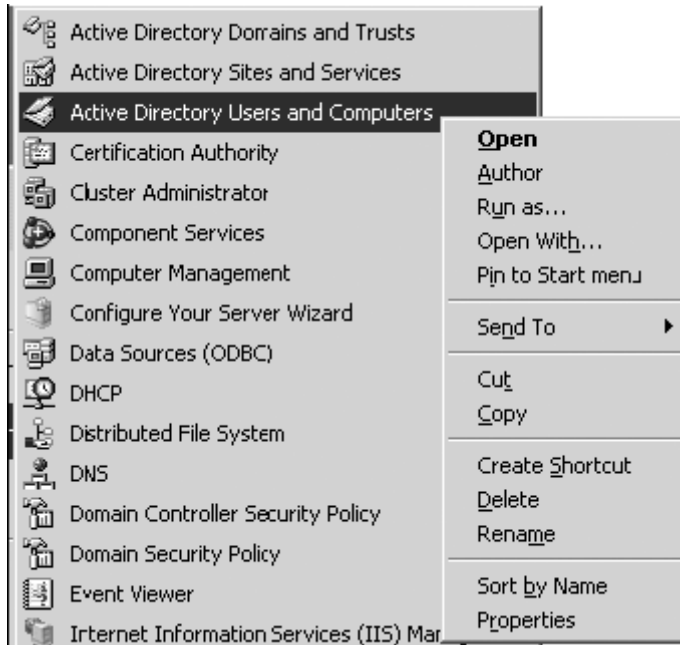 Active Directory Domains and Trusts
Active Directory Sites and Services
Active Directory Users and Computers
Certification Authority
Cluster Administrator
Component Services
Computer Management
Configure Your Server Wizard
Data Sources (ODBC)
DHCP
Distributed File System
DNS
Domain Controller Security Policy
Domain Security Policy
Event Viewer
Internet Information Services (IIS) Mar
Open
Author
Run as...
Open With...
Pin to Start menu
Send To
Cut
Copy
Create Shortcut
Delete
Rename
Sort by Name
Properties